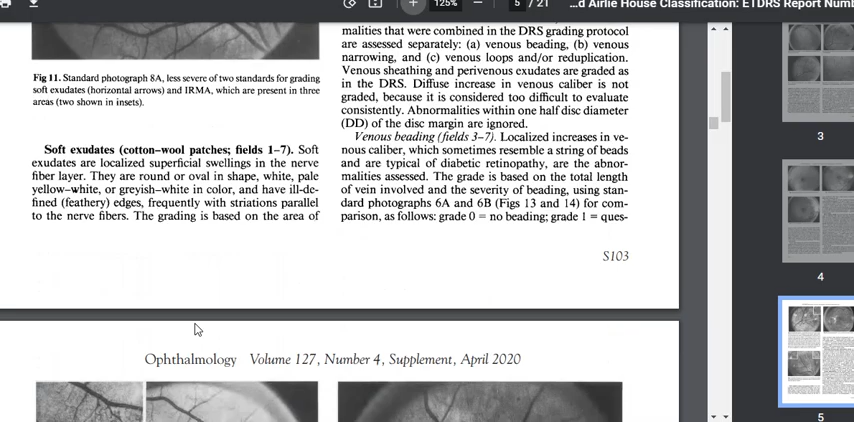 125%
5 / 21
...d Airlie House Classification: ETDRS Report Num
Fig 11. Standard photograph 8A, less severe of two standards for grading
soft exudates (horizontal arrows) and IRMA, which are present in three
areas (two shown in insets).
Soft exudates (cotton-wool patches; fields 1–7). Soft
exudates are localized superficial swellings in the nerve
fiber layer. They are round or oval in shape, white, pale
yellow–white, or greyish–white in color, and have ill-de-
fined (feathery) edges, frequently with striations parallel
to the nerve fibers. The grading is based on the area of
malities that were combined in the DRS grading protocol
are assessed separately: (a) venous beading, (b) venous
narrowing, and (c) venous loops and/or reduplication.
Venous sheathing and perivenous exudates are graded as
in the DRS. Diffuse increase in venous caliber is not
graded, because it is considered too difficult to evaluate
consistently. Abnormalities within one half disc diameter
(DD) of the disc margin are ignored.
Venous beading (fields 3–7). Localized increases in ve-
nous caliber, which sometimes resemble a string of beads
and are typical of diabetic retinopathy, are the abnor-
malities assessed. The grade is based on the total length
of vein involved and the severity of beading, using stan-
dard photographs 6A and 6B (Figs 13 and 14) for com-
parison, as follows: grade 0 = no beading; grade 1 = ques-
S103
Ophthalmology Volume 127, Number 4, Supplement, April 2020
3
4
5